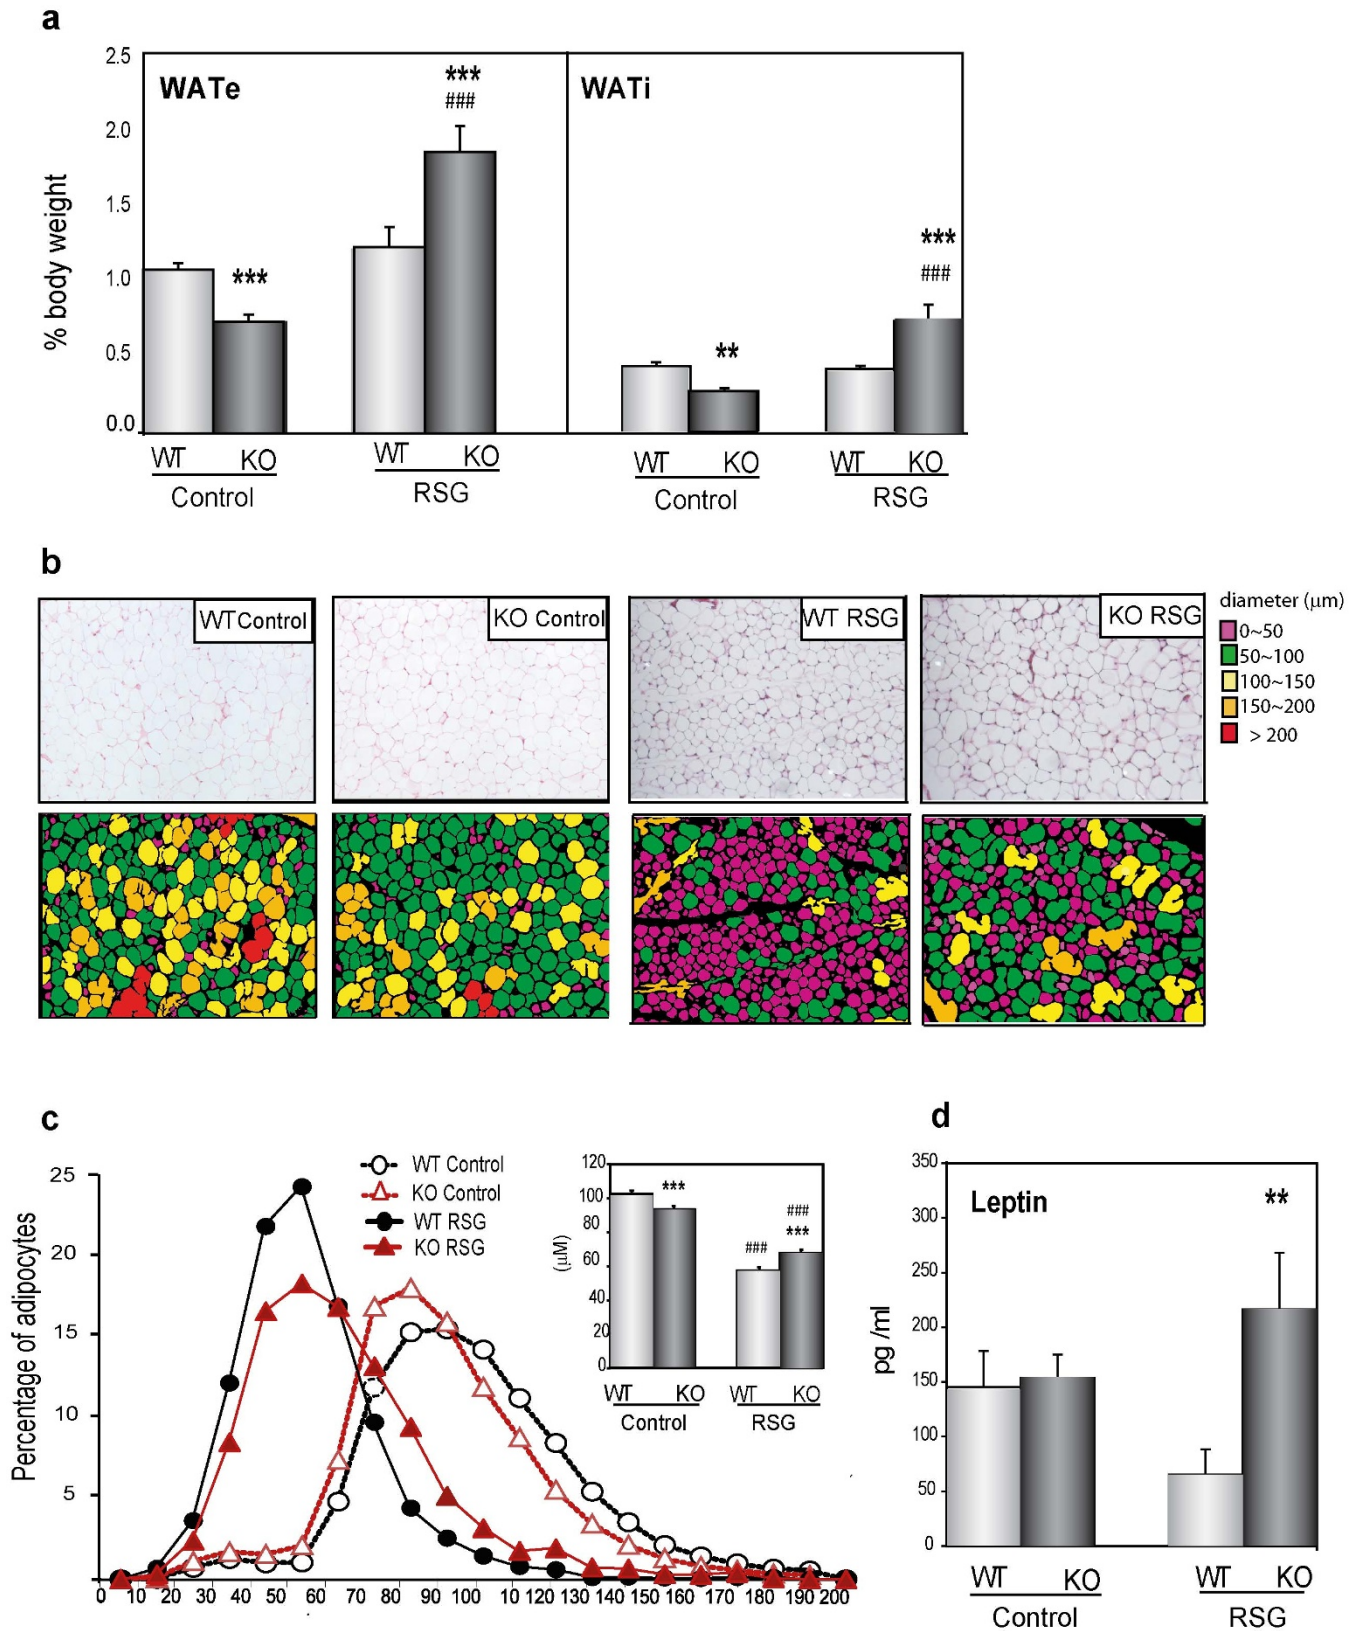 a
2.5
2.0
1.5
1.0
0.5
0.0
% body weight
WATe
WATi
***
***
###
**
***
###
WT KO WT KO WT KO WT KO
Control RSG Control RSG
b
WT Control
KO Control
WT RSG
KO RSG
diameter (μm)
0~50
50~100
100~150
150~200
> 200
c
25
20
15
10
5
Percentage of adipocytes
WT Control
KO Control
WT RSG
KO RSG
0 10 20 30 40 50 60 70 80 90 100 110 120 130 140 150 160 170 180 190 200
120
100
80
60
40
20
0
(μM)
***
###
###
***
WT KO WT KO
Control RSG
d
350
300
250
200
150
100
50
0
pg /ml
Leptin
**
WT KO WT KO
Control RSG